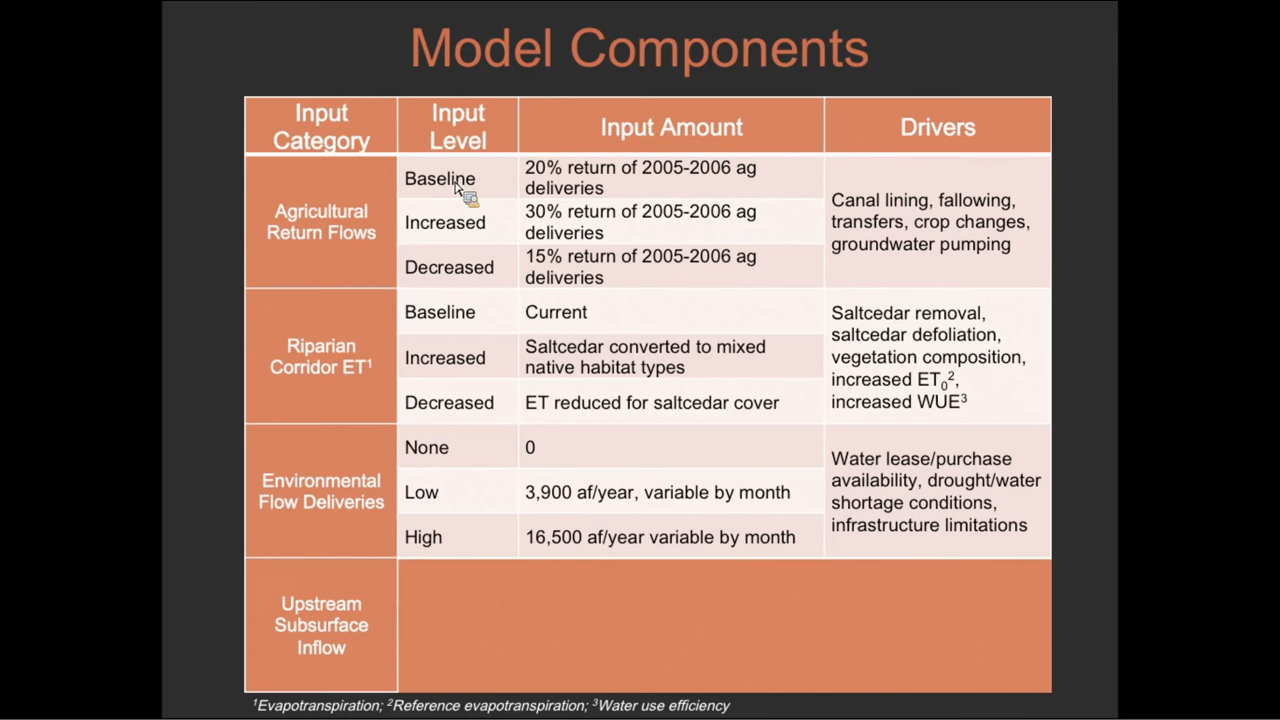 Model Components
Input
Category
Input
Level
Input Amount
Drivers
Agricultural
Return Flows
Baseline
20% return of 2005-2006 ag
deliveries
Increased
30% return of 2005-2006 ag
deliveries
Decreased
15% return of 2005-2006 ag
deliveries
Canal lining, fallowing,
transfers, crop changes,
groundwater pumping
Riparian
Corridor ET¹
Baseline
Current
Increased
Saltcedar converted to mixed
native habitat types
Decreased
ET reduced for saltcedar cover
Saltcedar removal,
saltcedar defoliation,
vegetation composition,
increased ET₀²,
increased WUE³
Environmental
Flow Deliveries
None
0
Low
3,900 af/year, variable by month
High
16,500 af/year variable by month
Water lease/purchase
availability, drought/water
shortage conditions,
infrastructure limitations
Upstream
Subsurface
Inflow
¹Evapotranspiration; ²Reference evapotranspiration; ³Water use efficiency